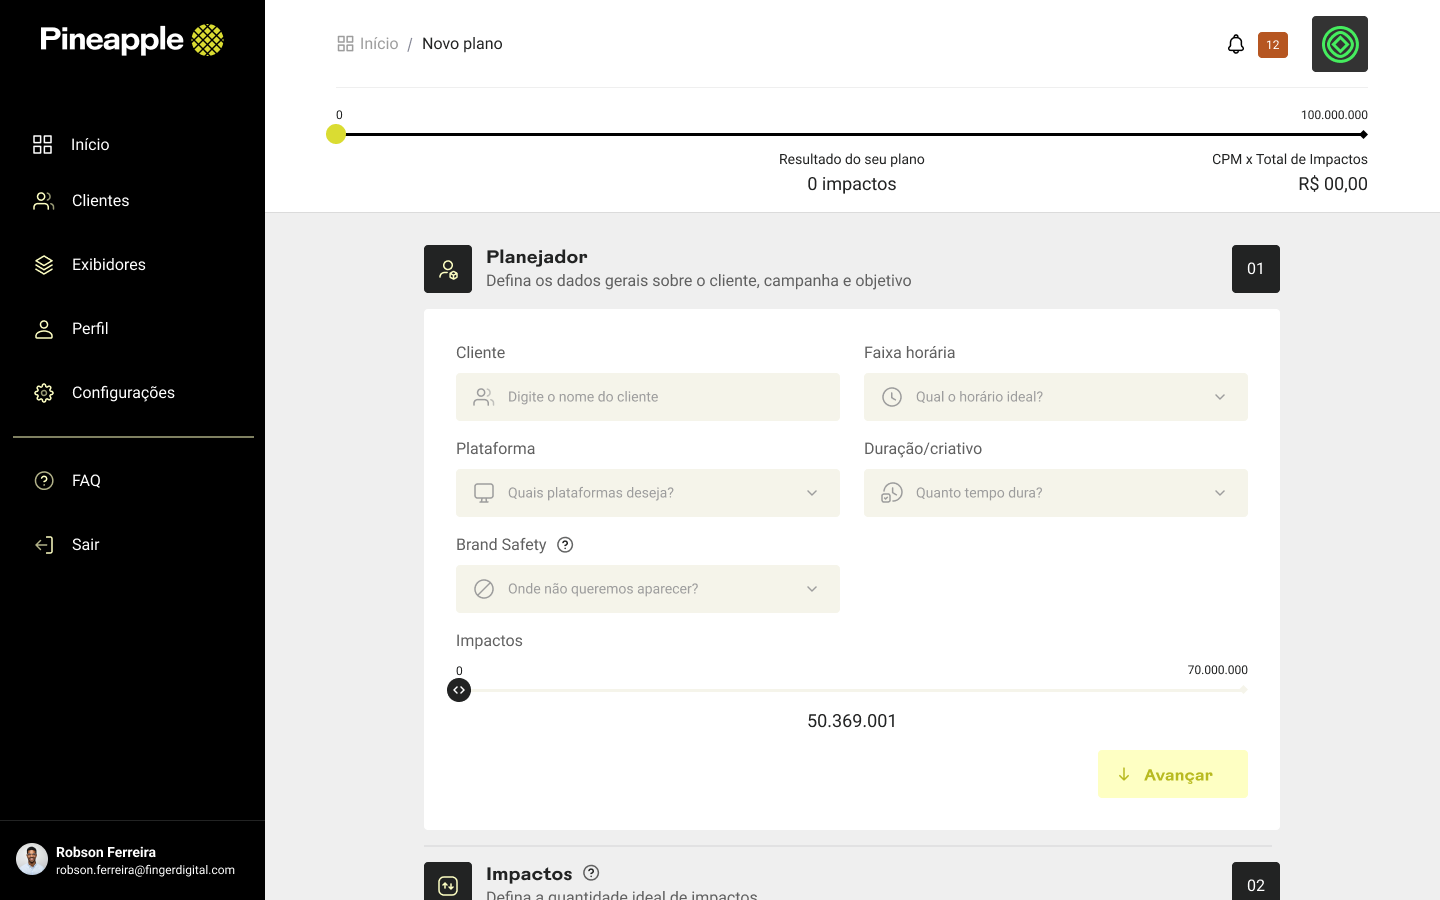 Pineapple
Início
Clientes
Exibidores
Perfil
Configurações
FAQ
Sair
Robson Ferreira
robson.ferreira@fingerdigital.com
Início / Novo plano
12
0
100.000.000
Resultado do seu plano
0 impactos
CPM x Total de Impactos
R$ 00,00
Planejador
Defina os dados gerais sobre o cliente, campanha e objetivo
01
Cliente
Digite o nome do cliente
Faixa horária
Qual o horário ideal?
Plataforma
Quais plataformas deseja?
Duração/criativo
Quanto tempo dura?
Brand Safety
Onde não queremos aparecer?
Impactos
0
70.000.000
50.369.001
Avançar
Impactos
Defina a quantidade ideal de impactos
02